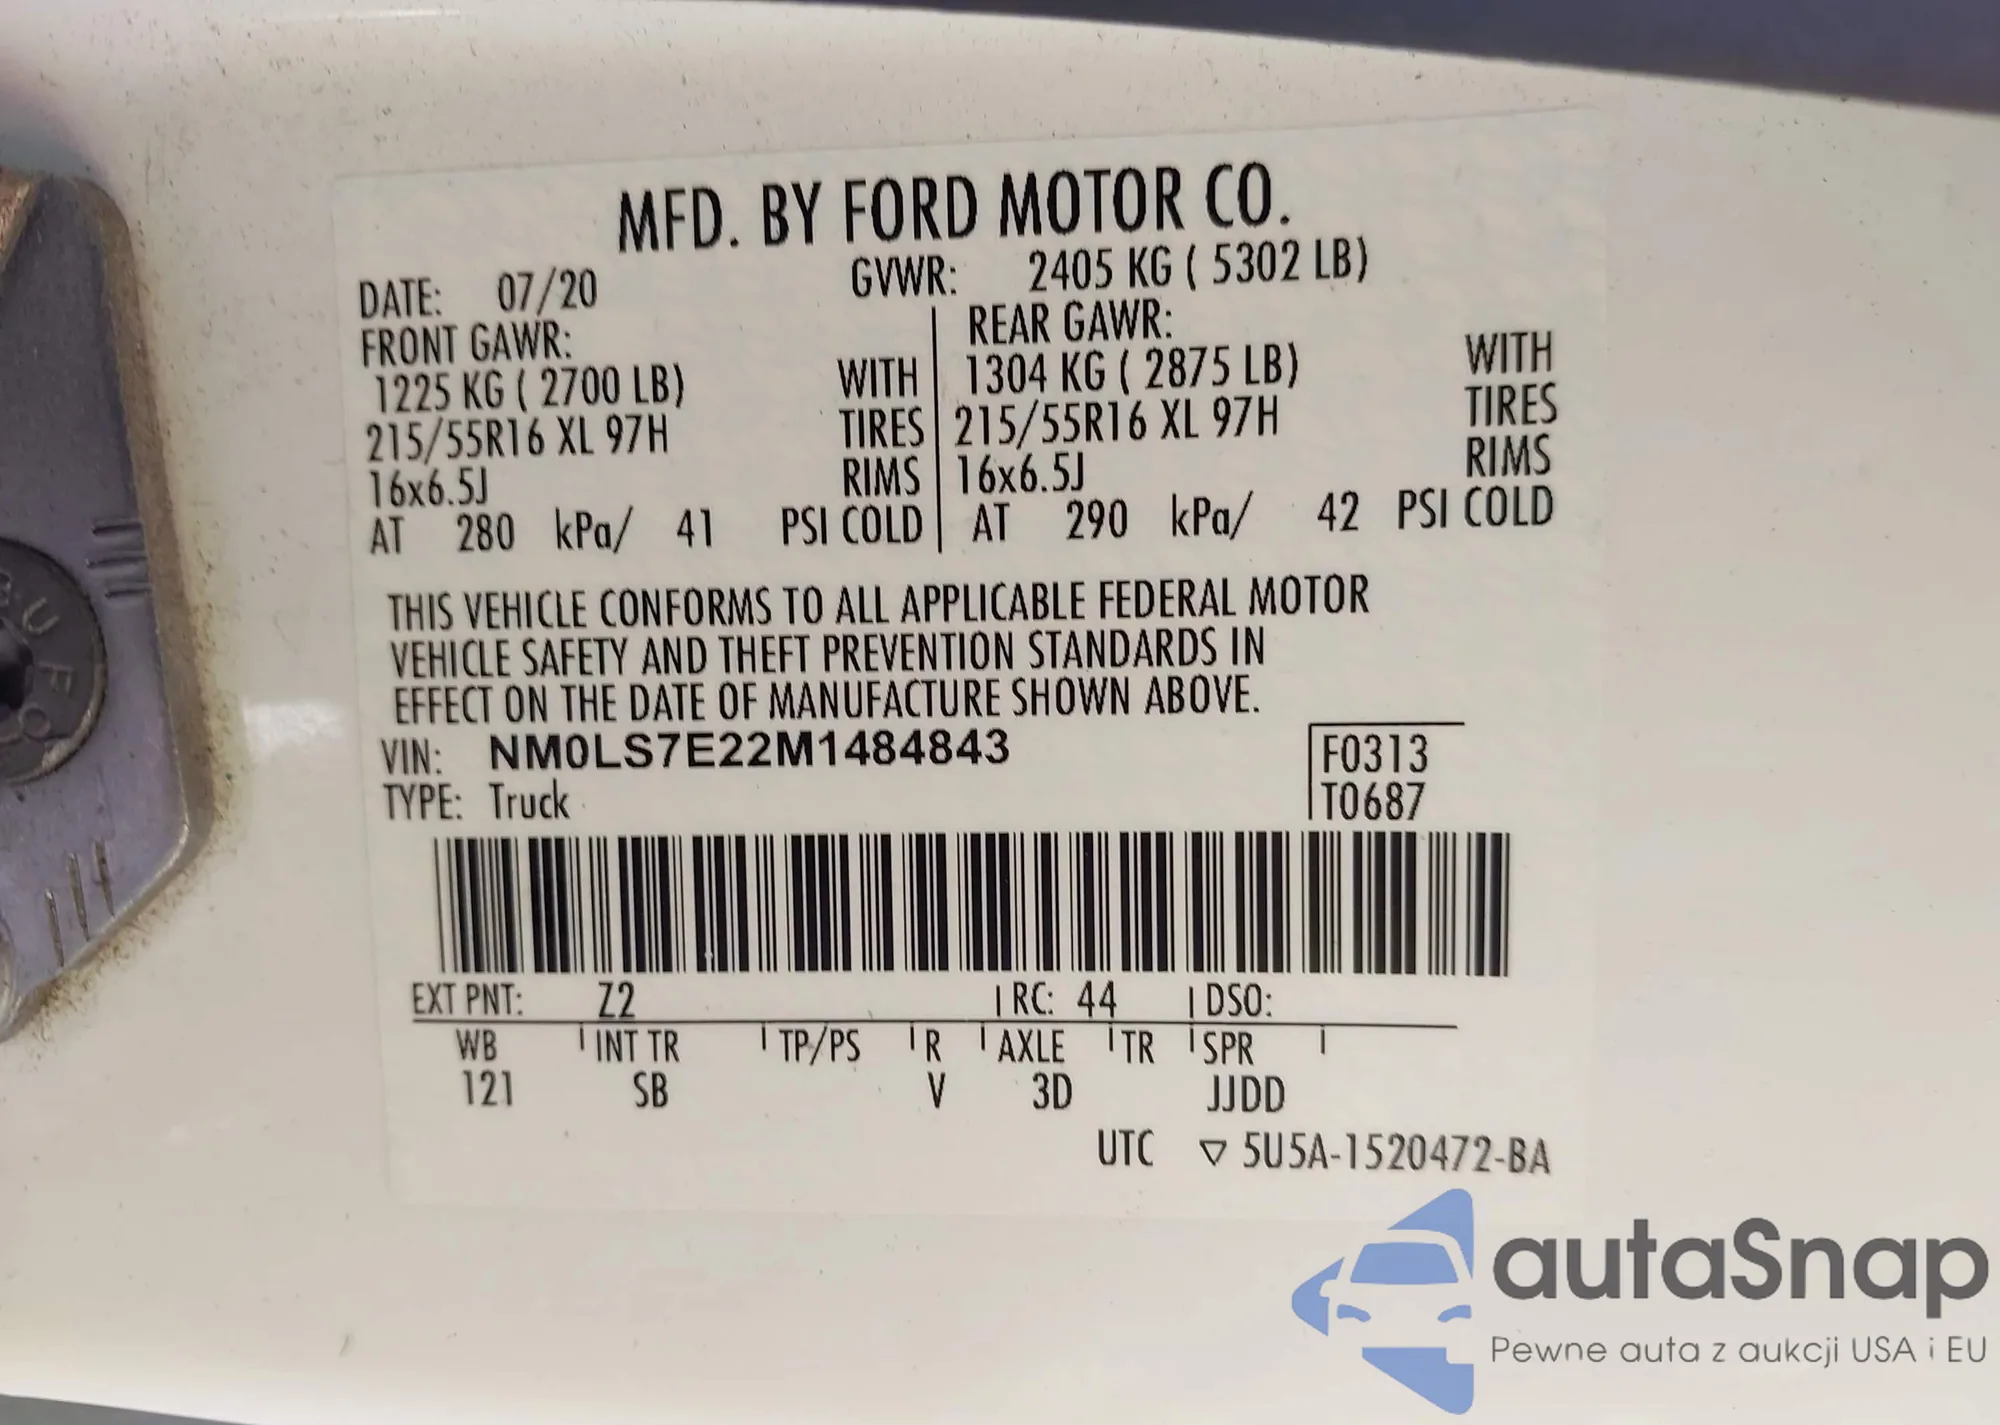 MFD. BY FORD MOTOR CO.
DATE: 07/20 GVWR: 2405 KG ( 5302 LB)
FRONT GAWR: REAR GAWR:
1225 KG ( 2700 LB) WITH 1304 KG ( 2875 LB) WITH
215/55R16 XL 97H TIRES 215/55R16 XL 97H TIRES
16x6.5J RIMS 16x6.5J RIMS
AT 280 kPa/ 41 PSI COLD AT 290 kPa/ 42 PSI COLD
THIS VEHICLE CONFORMS TO ALL APPLICABLE FEDERAL MOTOR
VEHICLE SAFETY AND THEFT PREVENTION STANDARDS IN
EFFECT ON THE DATE OF MANUFACTURE SHOWN ABOVE.
VIN: NM0LS7E22M1484843 F0313
TYPE: Truck T0687
EXT PNT: Z2 RC: 44 DSO:
WB INT TR TP/PS R AXLE TR SPR
121 SB V 3D JJDD
UTC ▽ 5U5A-1520472-BA
autaSnap
Pewne auta z aukcji USA i EU